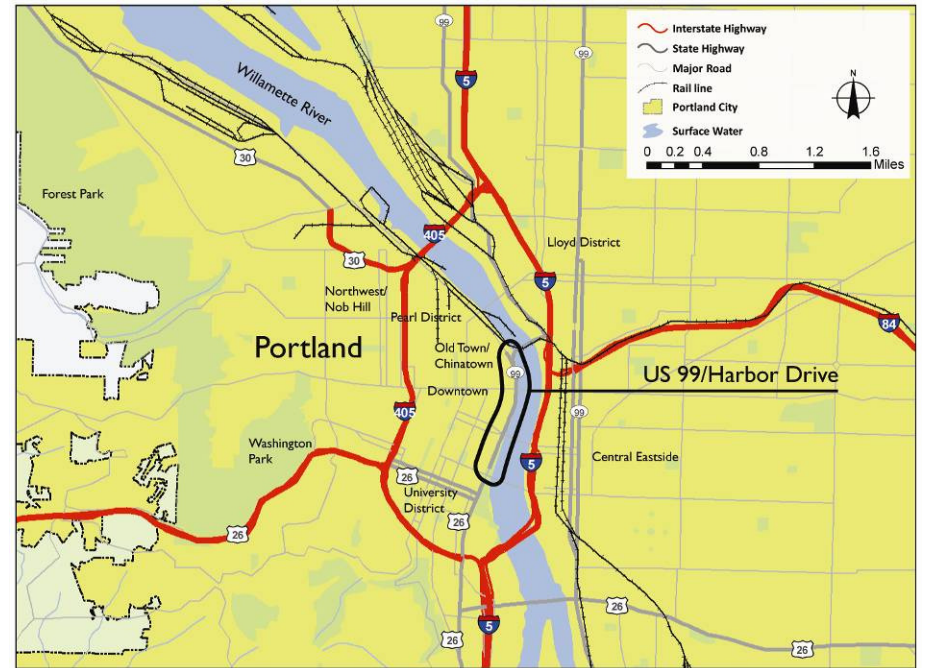 99
Interstate Highway
State Highway
Major Road
Rail line
Portland City
Surface Water
N
0 0.2 0.4 0.8 1.2 1.6
Miles
99
5
Willamette River
30
Forest Park
405
Lloyd District
30
5
Northwest/
Nob Hill
Pearl District
84
Portland
Old Town/
Chinatown
99
US 99/Harbor Drive
Downtown
405
99
Washington
Park
5
Central Eastside
26
University
District
26
26
26
26
5
26
26